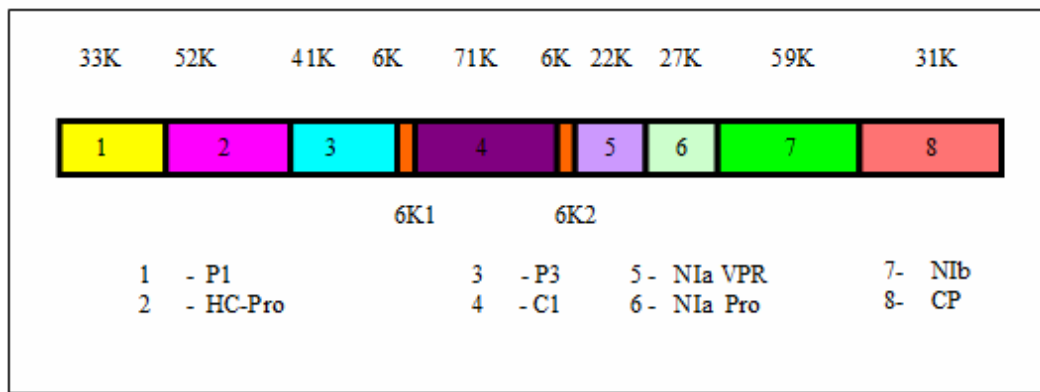 33K 52K 41K 6K 71K 6K 22K 27K 59K 31K
1 2 3 4 5 6 7 8
6K1 6K2
1 - P1 3 - P3 5 - NIa VPR 7- NIb
2 - HC-Pro 4 - C1 6 - NIa Pro 8- CP